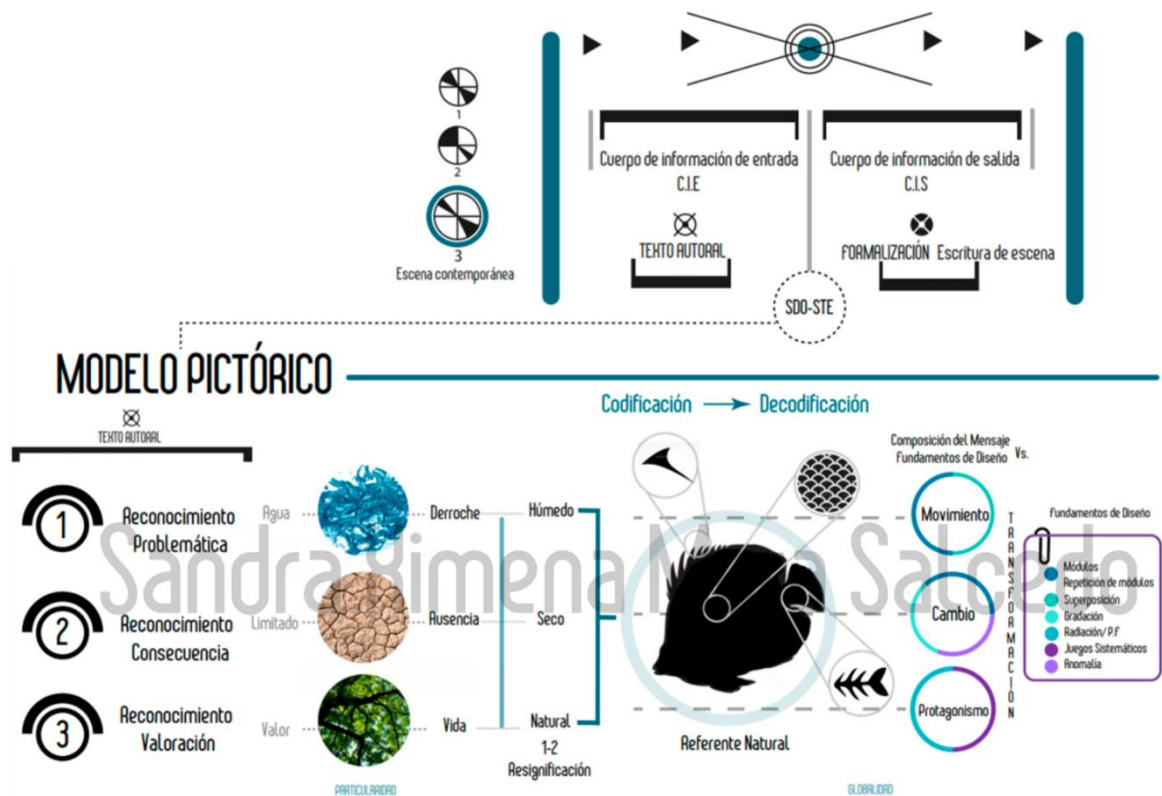 1
2
3
Escena contemporánea
Cuerpo de información de entrada
C.I.E
TEXTO AUTORAL
Cuerpo de información de salida
C.I.S
FORMALIZACIÓN Escritura de escena
SDO-STE
MODELO PICTÓRICO
Codificación
Decodificación
TEXTO AUTORAL
1
Reconocimiento
Problemática
2
Reconocimiento
Consecuencia
3
Reconocimiento
Valoración
Agua
Derroche
Húmedo
Limitado
Ausencia
Seco
Valor
Vida
Natural
1-2
Resignificación
PARTICULARIDAD
Referente Natural
GLOBALIDAD
Composición del Mensaje
Fundamentos de Diseño
Vs.
Movimiento
Cambio
Protagonismo
TRANSFORMACIÓN
Fundamentos de Diseño
Módulos
Repetición de módulos
Superposición
Gradación
Radiación/ P.f
Juegos Sistemáticos
Anomalía
Sandra Ximena
Salcedo